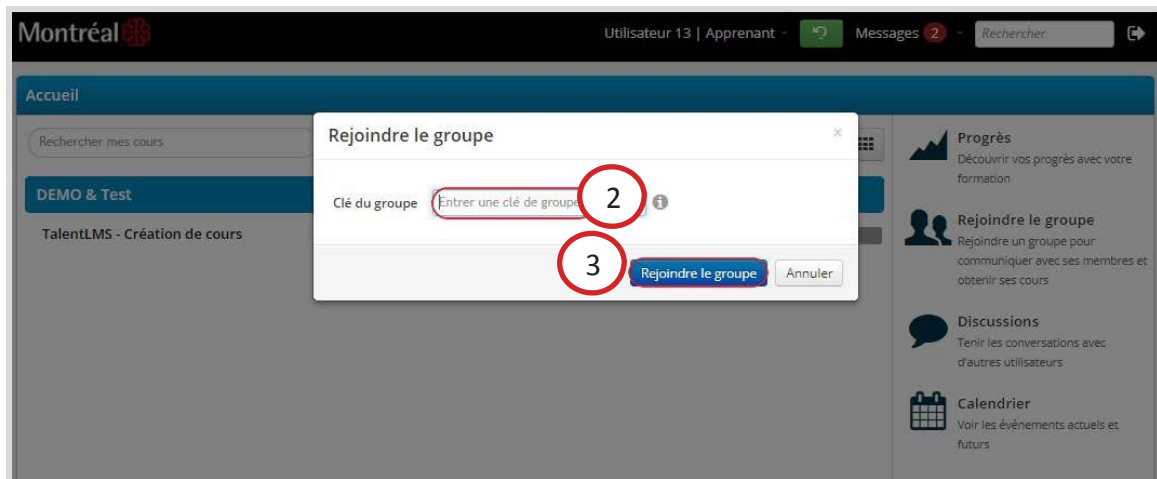 Montréal
Utilisateur 13 | Apprenant
Messages 2
Rechercher
Accueil
Rechercher mes cours
DEMO & Test
TalentLMS - Création de cours
Rejoindre le groupe ×
Clé du groupe
Entrer une clé de groupe
2
3
Rejoindre le groupe
Annuler
Progrès
Découvrir vos progrès avec votre
formation
Rejoindre le groupe
Rejoindre un groupe pour
communiquer avec ses membres et
obtenir ses cours
Discussions
Tenir les conversations avec
d'autres utilisateurs
Calendrier
Voir les événements actuels et
futurs